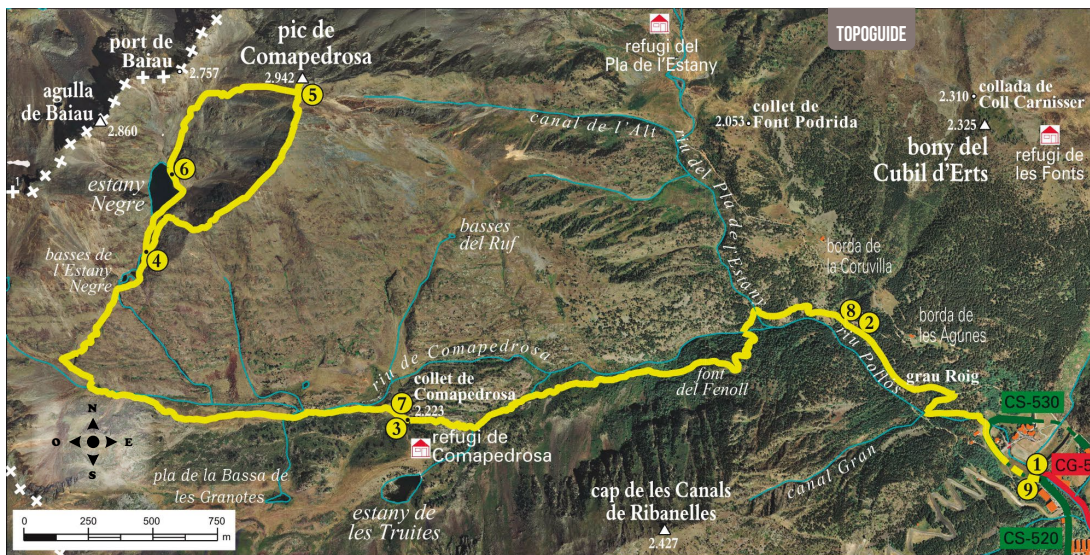 TOPOGUIDE
port de
Baiau
2.757
pic de
Comapedrosa
2.942
5
refugi del
Pla de l'Estany
agulla
de Baiau
2.860
canal de l'Alt
riu del Pla de l'Estany
collet de
2.053
Font Podrida
collada de
2.310
Coll Carnisser
2.325
bony del
Cubil d'Erts
refugi de
les Fonts
1
6
estany
Negre
basses
del Ruf
4
basses de
l'Estany
Negre
borda de
la Coruvilla
8
2
borda de
les Agunes
riu Pollós
riu de Comapedrosa
font
del Fenoll
grau Roig
collet de
Comapedrosa
7
2.223
3
refugi de
Comapedrosa
CS-530
N
O
E
S
1
CG-5
9
CS-520
pla de la Bassa de
les Granotes
estany de
les Truites
cap de les Canals
de Ribanelles
2.427
canal Gran
0
250
500
750
m